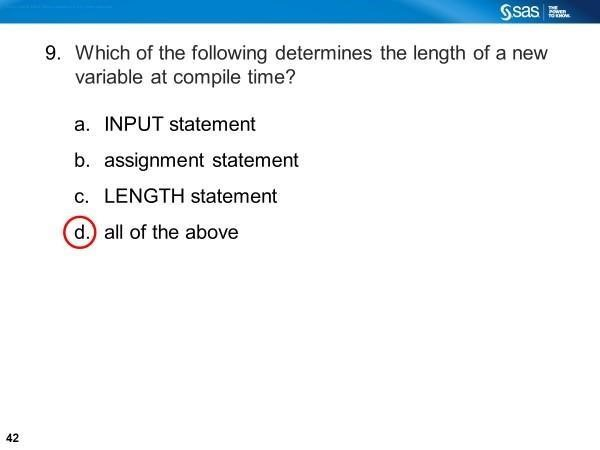 sas THE POWER TO KNOW.
9. Which of the following determines the length of a new
variable at compile time?
a. INPUT statement
b. assignment statement
c. LENGTH statement
d. all of the above
42